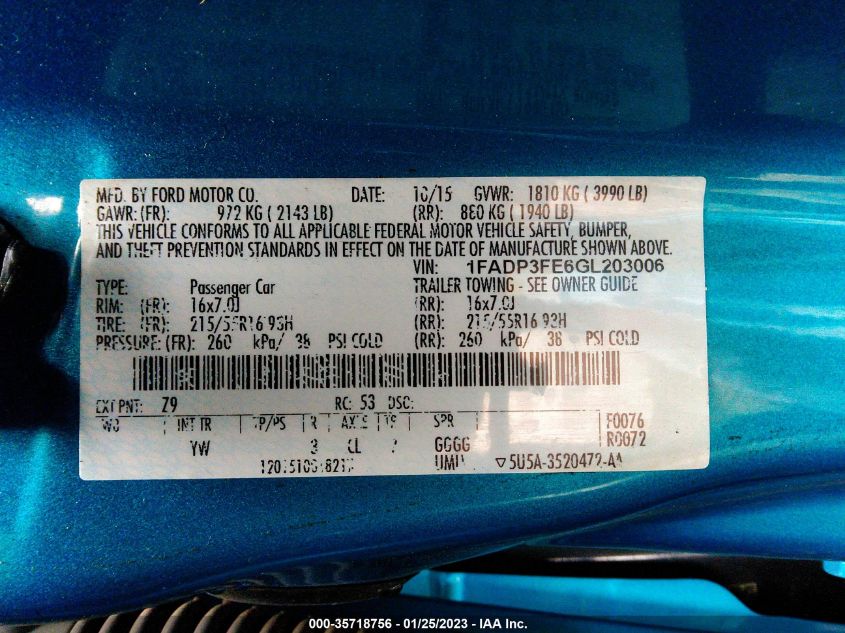 MFD. BY FORD MOTOR CO. DATE: 10/15 GVWR: 1810 KG ( 3990 LB)
GAWR: (FR): 972 KG ( 2143 LB) (RR): 880 KG ( 1940 LB)
THIS VEHICLE CONFORMS TO ALL APPLICABLE FEDERAL MOTOR VEHICLE SAFETY, BUMPER,
AND THEFT PREVENTION STANDARDS IN EFFECT ON THE DATE OF MANUFACTURE SHOWN ABOVE.
VIN: 1FADP3FE6GL203006
TYPE: Passenger Car TRAILER TOWING - SEE OWNER GUIDE
RIM: (FR): 16x7.0J (RR): 16x7.0J
TIRE: (FR): 215/55R16 93H (RR): 215/55R16 93H
PRESSURE: (FR): 260 kPa/ 38 PSI COLD (RR): 260 kPa/ 38 PSI COLD
EXT PNT: Z9 RC: 53 DSO:
WB INT TR TP/PS R AXLE TR SPR F0076
YW 3 GGGG R0072
5U5A-3520472-AA
000-35718756 - 01/25/2023 - IAA Inc.